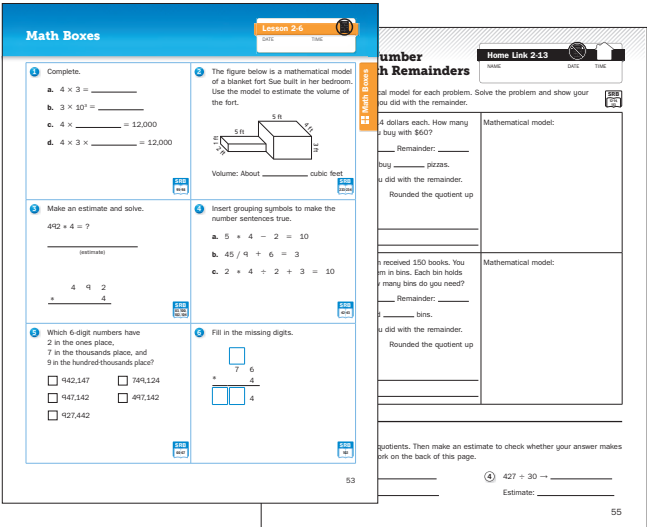 Math Boxes
Lesson 2-6
DATE TIME
Math Boxes
1 Complete.
a. 4 × 3 =
b. 3 × 10³ =
c. 4 × = 12,000
d. 4 × 3 × = 12,000
SRB
2 The figure below is a mathematical model
of a blanket fort Sue built in her bedroom.
Use the model to estimate the volume of
the fort.
5 ft
4 ft
5 ft
3 ft
1 ft
2 ft
Volume: About cubic feet
SRB
3 Make an estimate and solve.
492 * 4 = ?
(estimate)
4 9 2
* 4
SRB
4 Insert grouping symbols to make the
number sentences true.
a. 5 * 4 − 2 = 10
b. 45 / 9 + 6 = 3
c. 2 * 4 ÷ 2 + 3 = 10
SRB
5 Which 6-digit numbers have
2 in the ones place,
7 in the thousands place, and
9 in the hundred-thousands place?
942,147 749,124
947,142 497,142
927,442
SRB
6 Fill in the missing digits.
7 6
* 4
4
SRB
53
umber
h Remainders
Home Link 2-13
NAME DATE TIME
cal model for each problem. Solve the problem and show your
you did with the remainder.
SRB
4 dollars each. How many
buy with $60?
Remainder:
buy pizzas.
u did with the remainder.
Rounded the quotient up
Mathematical model:
received 150 books. You
em in bins. Each bin holds
many bins do you need?
Remainder:
bins.
u did with the remainder.
Rounded the quotient up
Mathematical model:
quotients. Then make an estimate to check whether your answer makes
ork on the back of this page.
4 427 ÷ 30 →
Estimate:
55